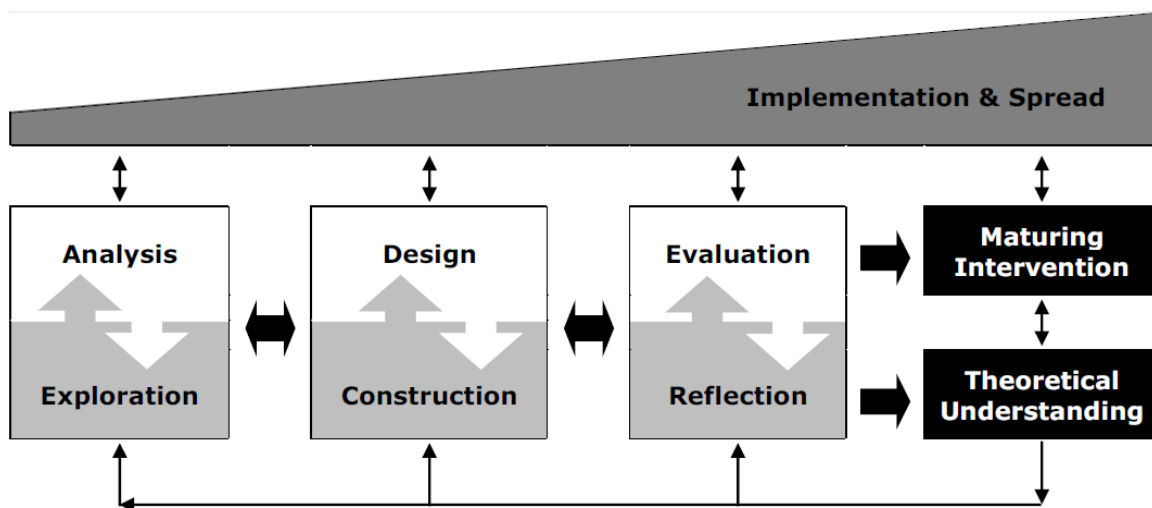 Implementation & Spread
Analysis
Exploration
Design
Construction
Evaluation
Reflection
Maturing
Intervention
Theoretical
Understanding